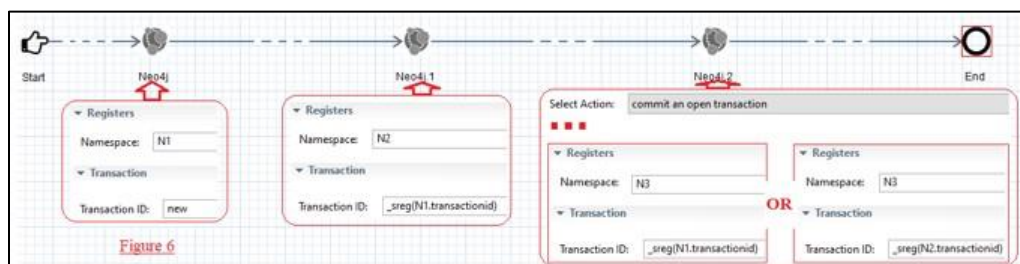 Start
Neo4j
Neo4j 1
Neo4j 2
End
Registers
Namespace: N1
Transaction
Transaction ID: new
Figure 6
Registers
Namespace: N2
Transaction
Transaction ID: _sreg(N1.transactionid)
Select Action: commit an open transaction
Registers
Namespace: N3
Transaction
Transaction ID: _sreg(N1.transactionid)
OR
Registers
Namespace: N3
Transaction
Transaction ID: _sreg(N2.transactionid)